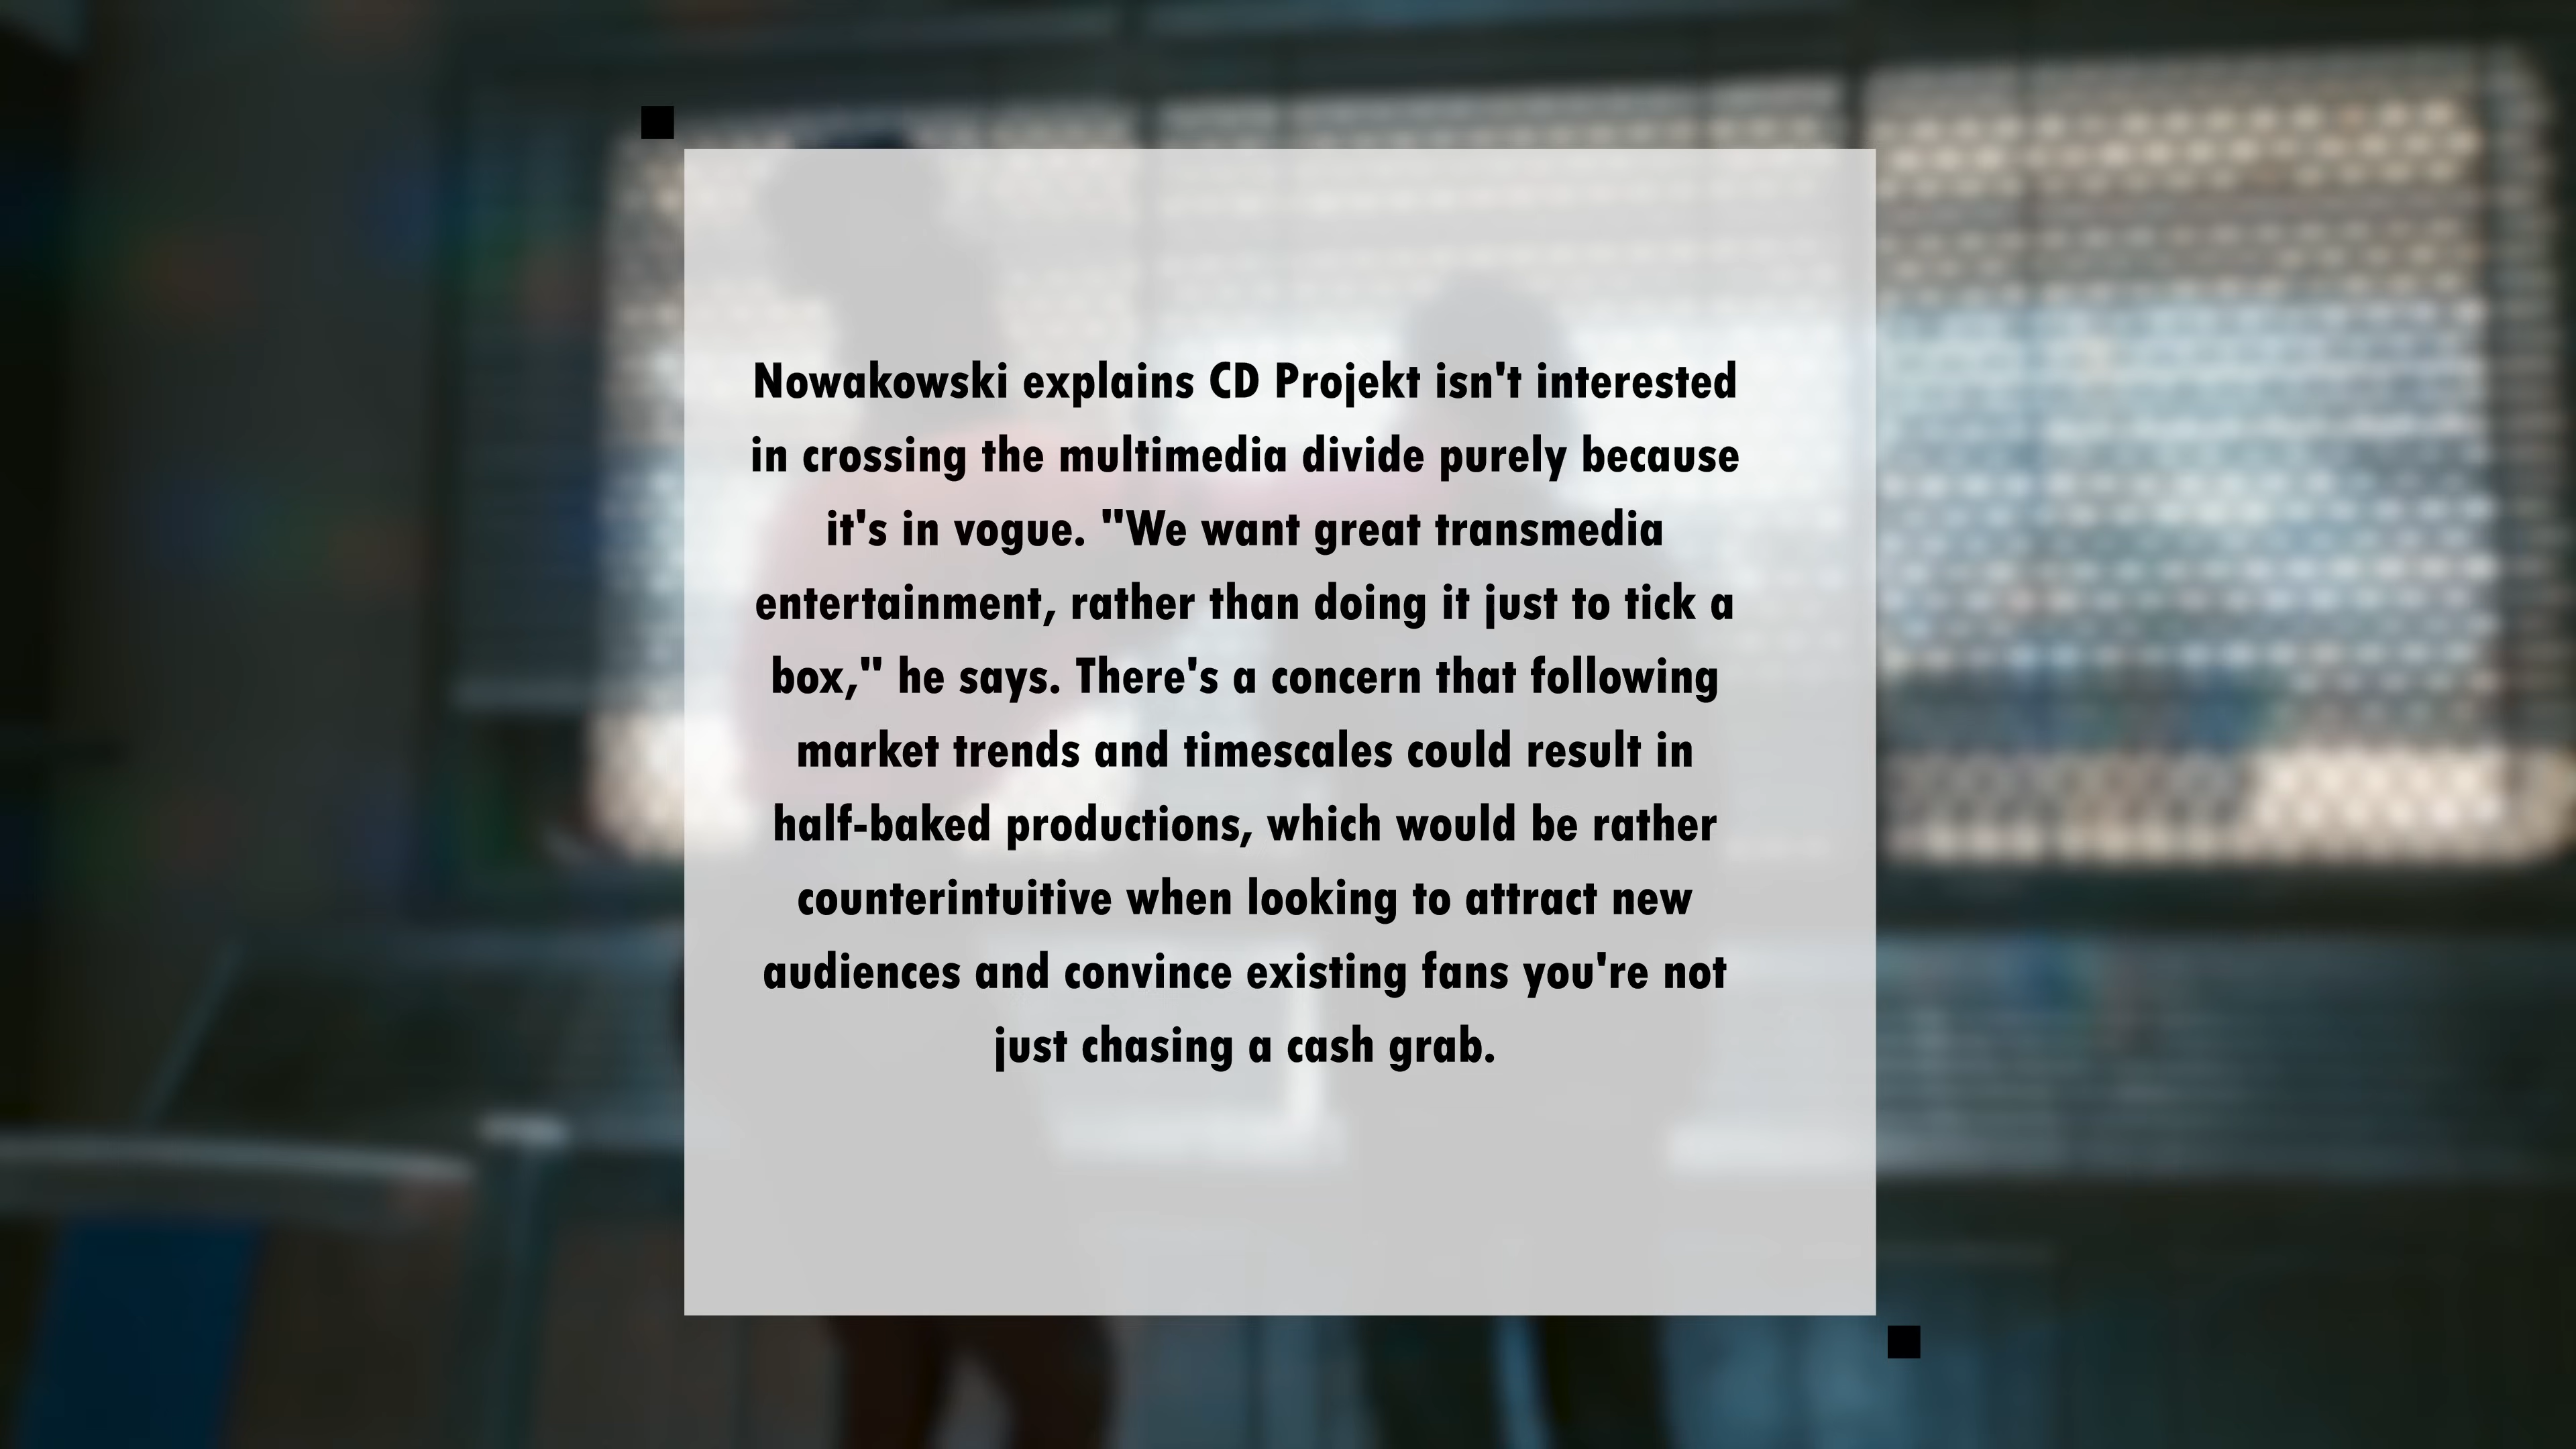 Nowakowski explains CD Projekt isn't interested
in crossing the multimedia divide purely because
it's in vogue. "We want great transmedia
entertainment, rather than doing it just to tick a
box," he says. There's a concern that following
market trends and timescales could result in
half-baked productions, which would be rather
counterintuitive when looking to attract new
audiences and convince existing fans you're not
just chasing a cash grab.